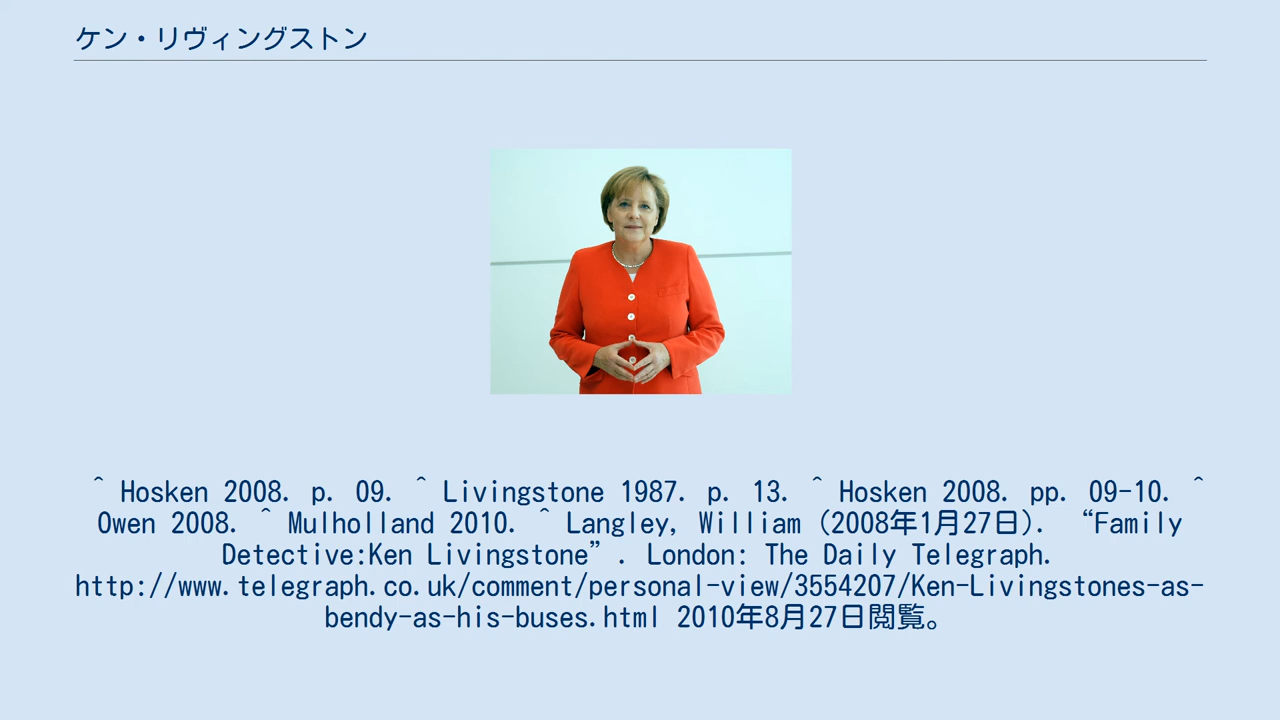 ケン・リヴィングストン
^ Hosken 2008. p. 09. ^ Livingstone 1987. p. 13. ^ Hosken 2008. pp. 09-10. ^
Owen 2008. ^ Mulholland 2010. ^ Langley, William (2008年1月27日). “Family
Detective:Ken Livingstone”. London: The Daily Telegraph.
http://www.telegraph.co.uk/comment/personal-view/3554207/Ken-Livingstones-as-
bendy-as-his-buses.html 2010年8月27日閲覧。